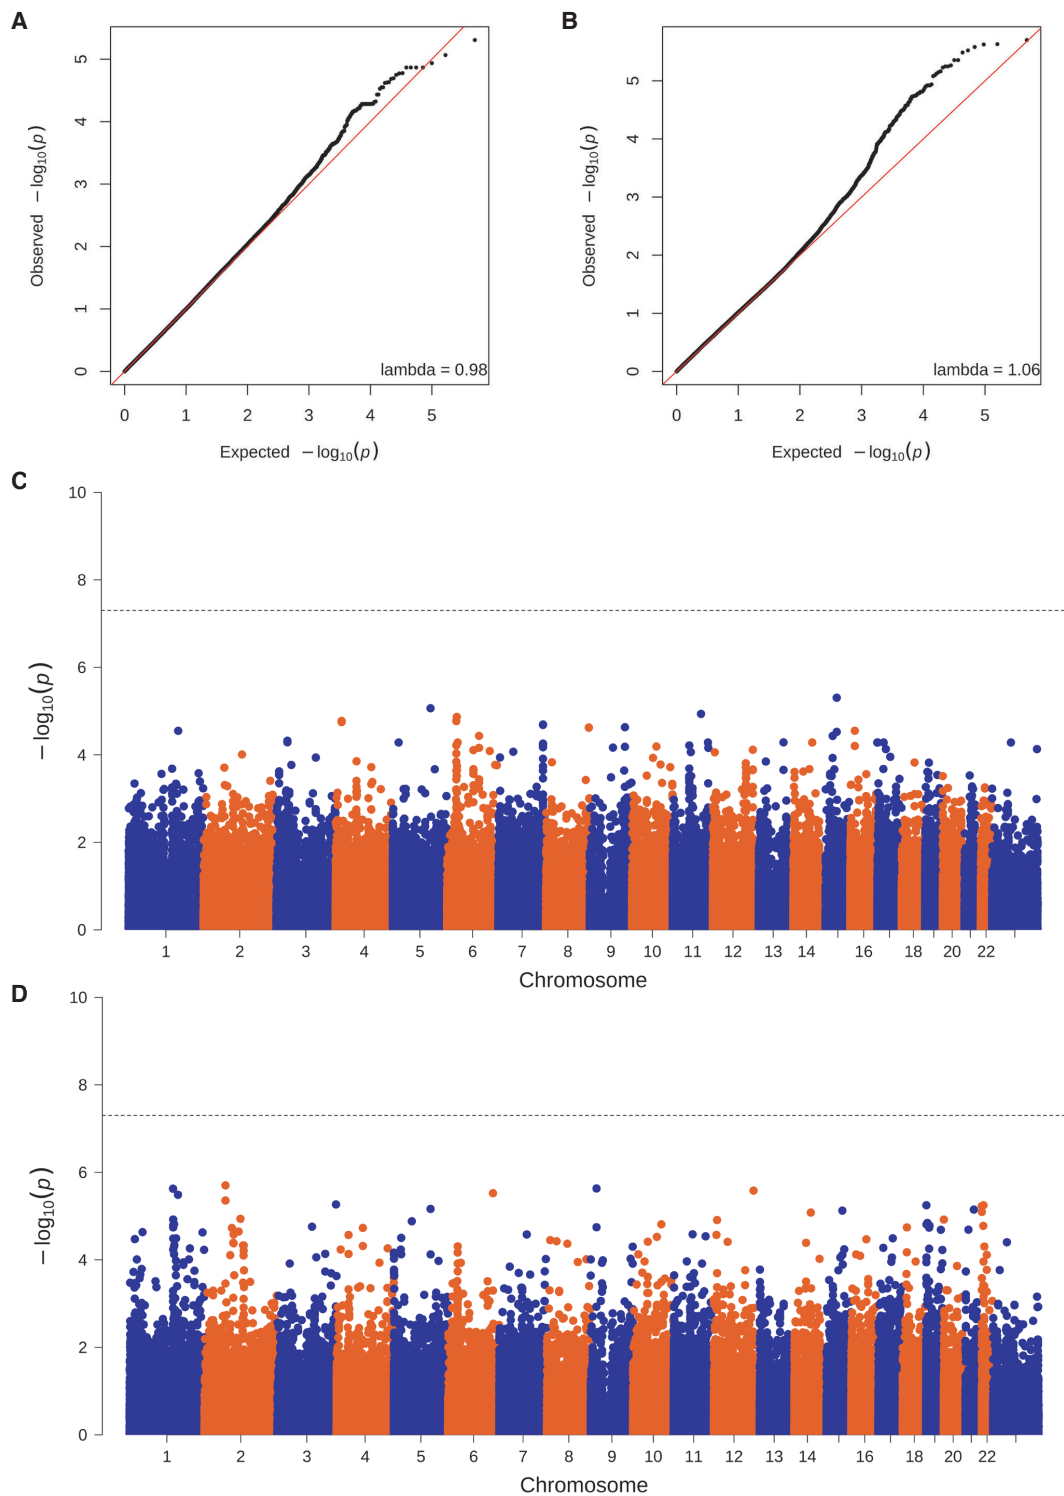 A
B
5
4
3
2
1
0
Observed −log10(p)
lambda = 0.98
0 1 2 3 4 5
Expected −log10(p)
5
4
3
2
1
0
Observed −log10(p)
lambda = 1.06
0 1 2 3 4 5
Expected −log10(p)
C
10
8
6
4
2
0
−log10(p)
1 2 3 4 5 6 7 8 9 10 11 12 13 14 16 18 20 22
Chromosome
D
10
8
6
4
2
0
−log10(p)
1 2 3 4 5 6 7 8 9 10 11 12 13 14 16 18 20 22
Chromosome